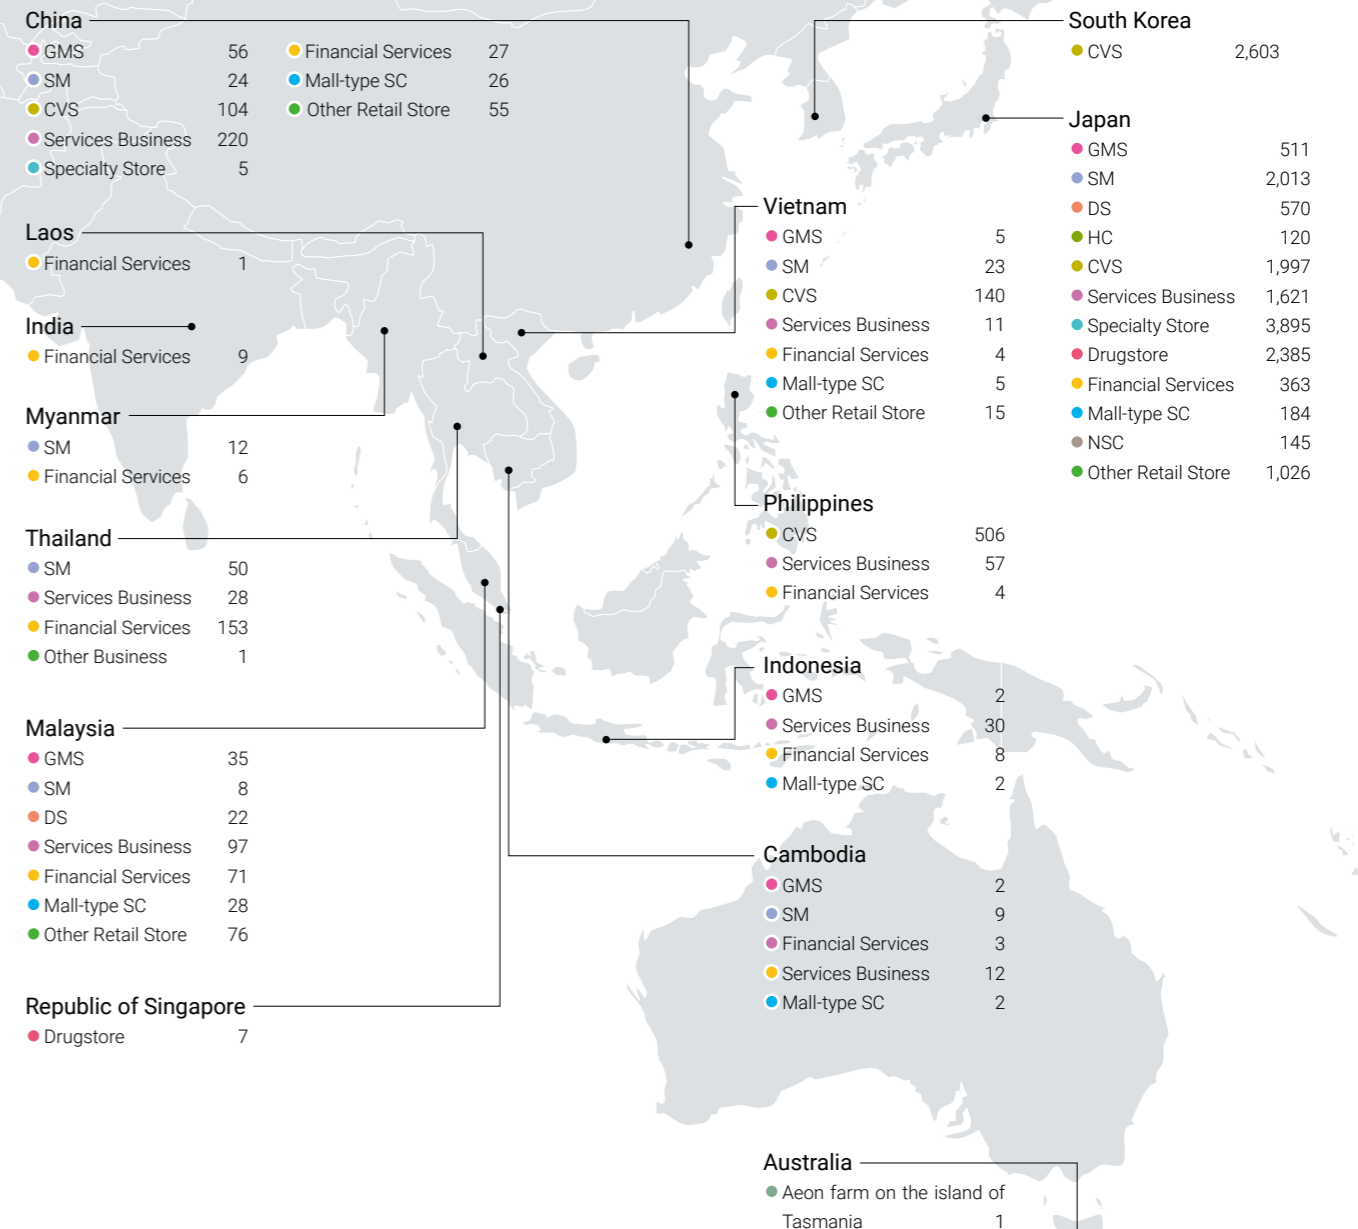 China
GMS 56
SM 24
CVS 104
Services Business 220
Specialty Store 5
Financial Services 27
Mall-type SC 26
Other Retail Store 55
Laos
Financial Services 1
India
Financial Services 9
Myanmar
SM 12
Financial Services 6
Thailand
SM 50
Services Business 28
Financial Services 153
Other Business 1
Malaysia
GMS 35
SM 8
DS 22
Services Business 97
Financial Services 71
Mall-type SC 28
Other Retail Store 76
Republic of Singapore
Drugstore 7
Vietnam
GMS 5
SM 23
CVS 140
Services Business 11
Financial Services 4
Mall-type SC 5
Other Retail Store 15
Philippines
CVS 506
Services Business 57
Financial Services 4
Indonesia
GMS 2
Services Business 30
Financial Services 8
Mall-type SC 2
Cambodia
GMS 2
SM 9
Financial Services 3
Services Business 12
Mall-type SC 2
Australia
Aeon farm on the island of
Tasmania 1
South Korea
CVS 2,603
Japan
GMS 511
SM 2,013
DS 570
HC 120
CVS 1,997
Services Business 1,621
Specialty Store 3,895
Drugstore 2,385
Financial Services 363
Mall-type SC 184
NSC 145
Other Retail Store 1,026